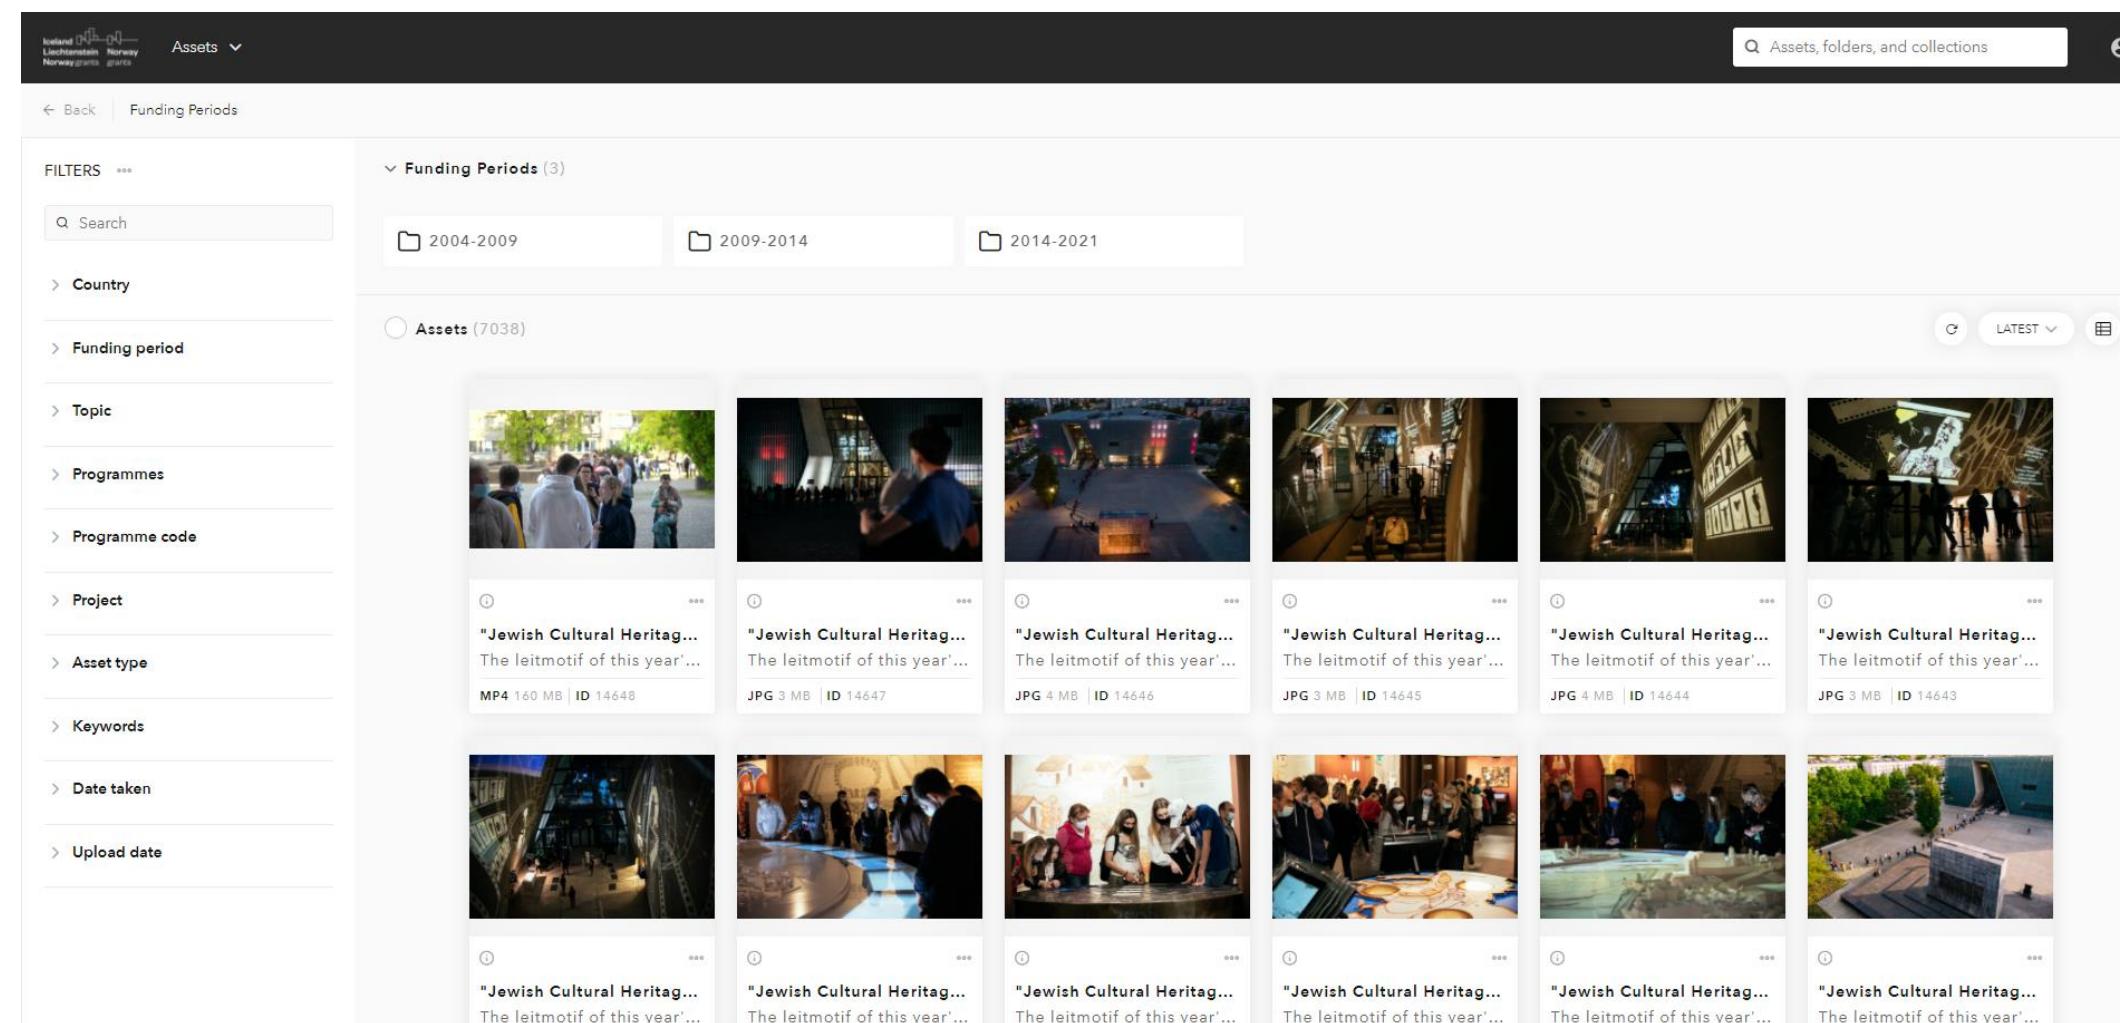 Iceland
Liechtenstein Norway
Norway grants grants
Assets
Assets, folders, and collections
Back
Funding Periods
FILTERS
Search
Country
Funding period
Topic
Programmes
Programme code
Project
Asset type
Keywords
Date taken
Upload date
Funding Periods (3)
2004-2009
2009-2014
2014-2021
Assets (7038)
LATEST
"Jewish Cultural Heritag...
The leitmotif of this year'...
MP4 160 MB | ID 14648
"Jewish Cultural Heritag...
The leitmotif of this year'...
JPG 3 MB | ID 14647
"Jewish Cultural Heritag...
The leitmotif of this year'...
JPG 4 MB | ID 14646
"Jewish Cultural Heritag...
The leitmotif of this year'...
JPG 3 MB | ID 14645
"Jewish Cultural Heritag...
The leitmotif of this year'...
JPG 4 MB | ID 14644
"Jewish Cultural Heritag...
The leitmotif of this year'...
JPG 3 MB | ID 14643
"Jewish Cultural Heritag...
The leitmotif of this year'...
"Jewish Cultural Heritag...
The leitmotif of this year'...
"Jewish Cultural Heritag...
The leitmotif of this year'...
"Jewish Cultural Heritag...
The leitmotif of this year'...
"Jewish Cultural Heritag...
The leitmotif of this year'...
"Jewish Cultural Heritag...
The leitmotif of this year'...